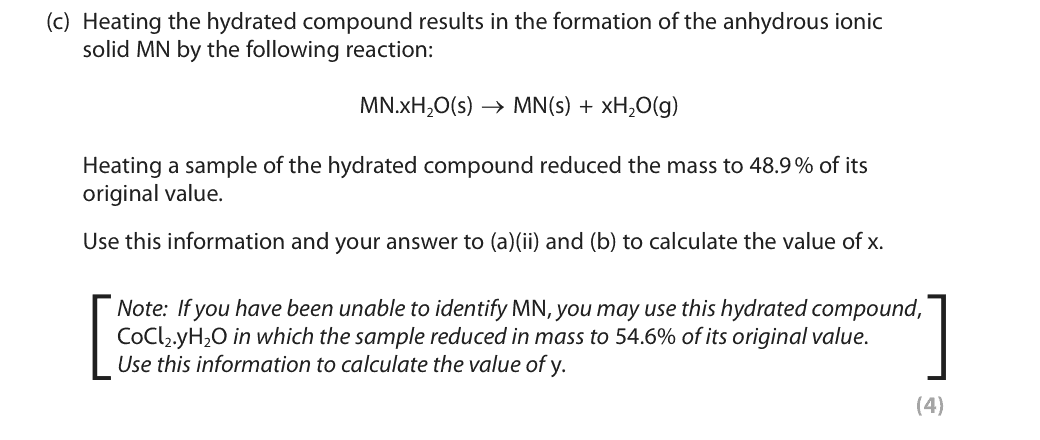 (c) Heating the hydrated compound results in the formation of the anhydrous ionic
solid MN by the following reaction:
MN.xH₂O(s) → MN(s) + xH₂O(g)
Heating a sample of the hydrated compound reduced the mass to 48.9% of its
original value.
Use this information and your answer to (a)(ii) and (b) to calculate the value of x.
Note: If you have been unable to identify MN, you may use this hydrated compound,
CoCl₂.yH₂O in which the sample reduced in mass to 54.6% of its original value.
Use this information to calculate the value of y.
(4)